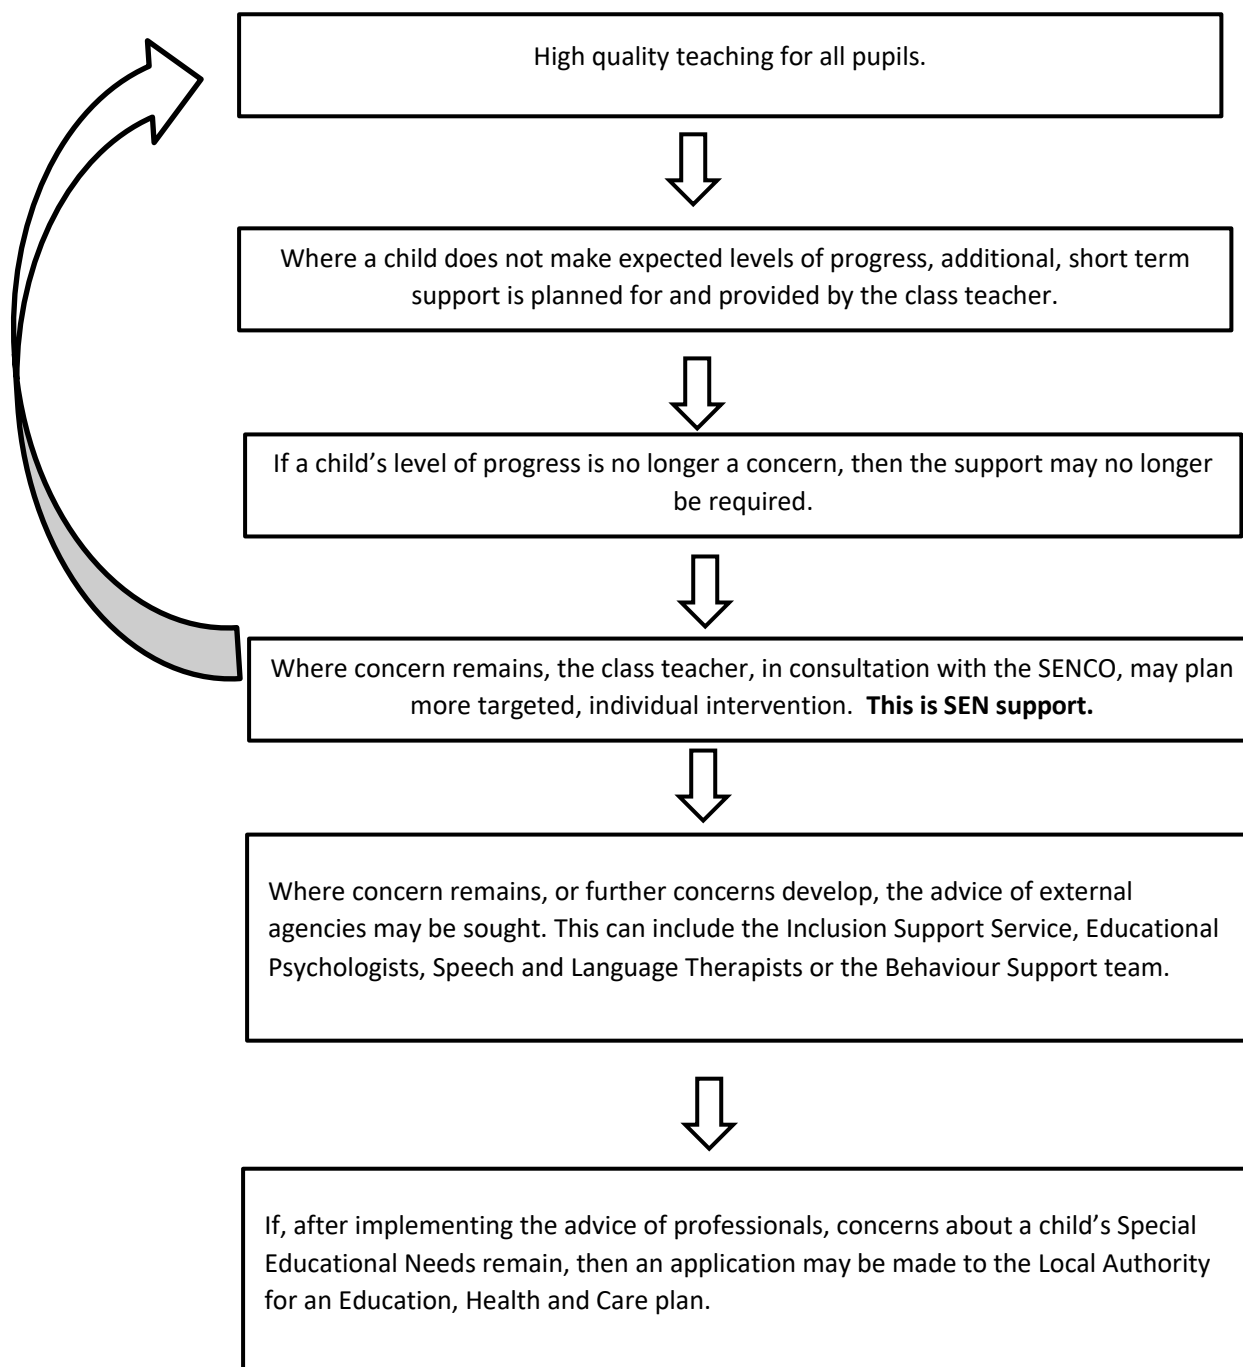 High quality teaching for all pupils.
Where a child does not make expected levels of progress, additional, short term
support is planned for and provided by the class teacher.
If a child’s level of progress is no longer a concern, then the support may no longer
be required.
Where concern remains, the class teacher, in consultation with the SENCO, may plan
more targeted, individual intervention.  This is SEN support.
Where concern remains, or further concerns develop, the advice of external
agencies may be sought. This can include the Inclusion Support Service, Educational
Psychologists, Speech and Language Therapists or the Behaviour Support team.
If, after implementing the advice of professionals, concerns about a child’s Special
Educational Needs remain, then an application may be made to the Local Authority
for an Education, Health and Care plan.